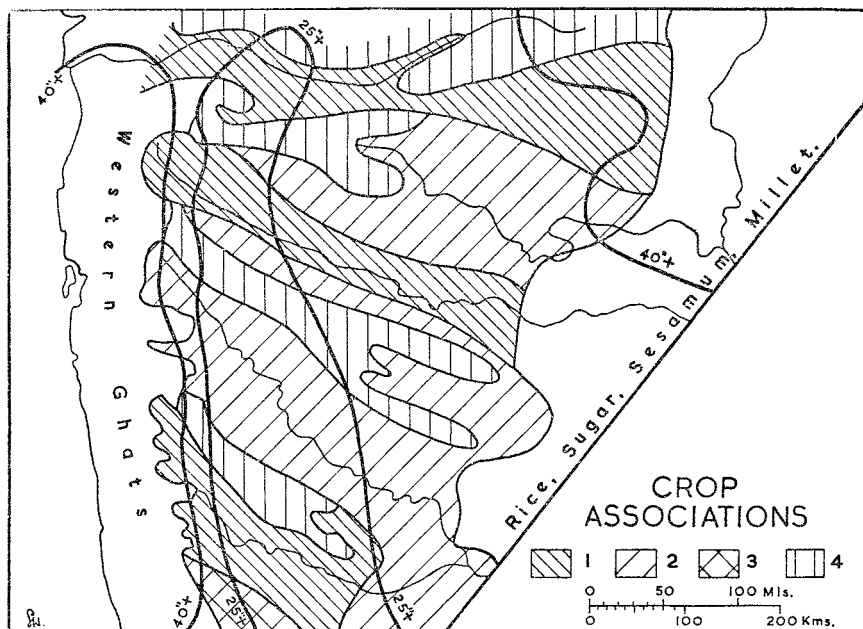 40"+
25"+
Western Ghats
40"+
Rice, Sugar, Sesamum, Millet.
CROP
ASSOCIATIONS
1 2 3 4
0 50 100 Mls.
0 100 200 Kms.
40"+
25"+
25"+